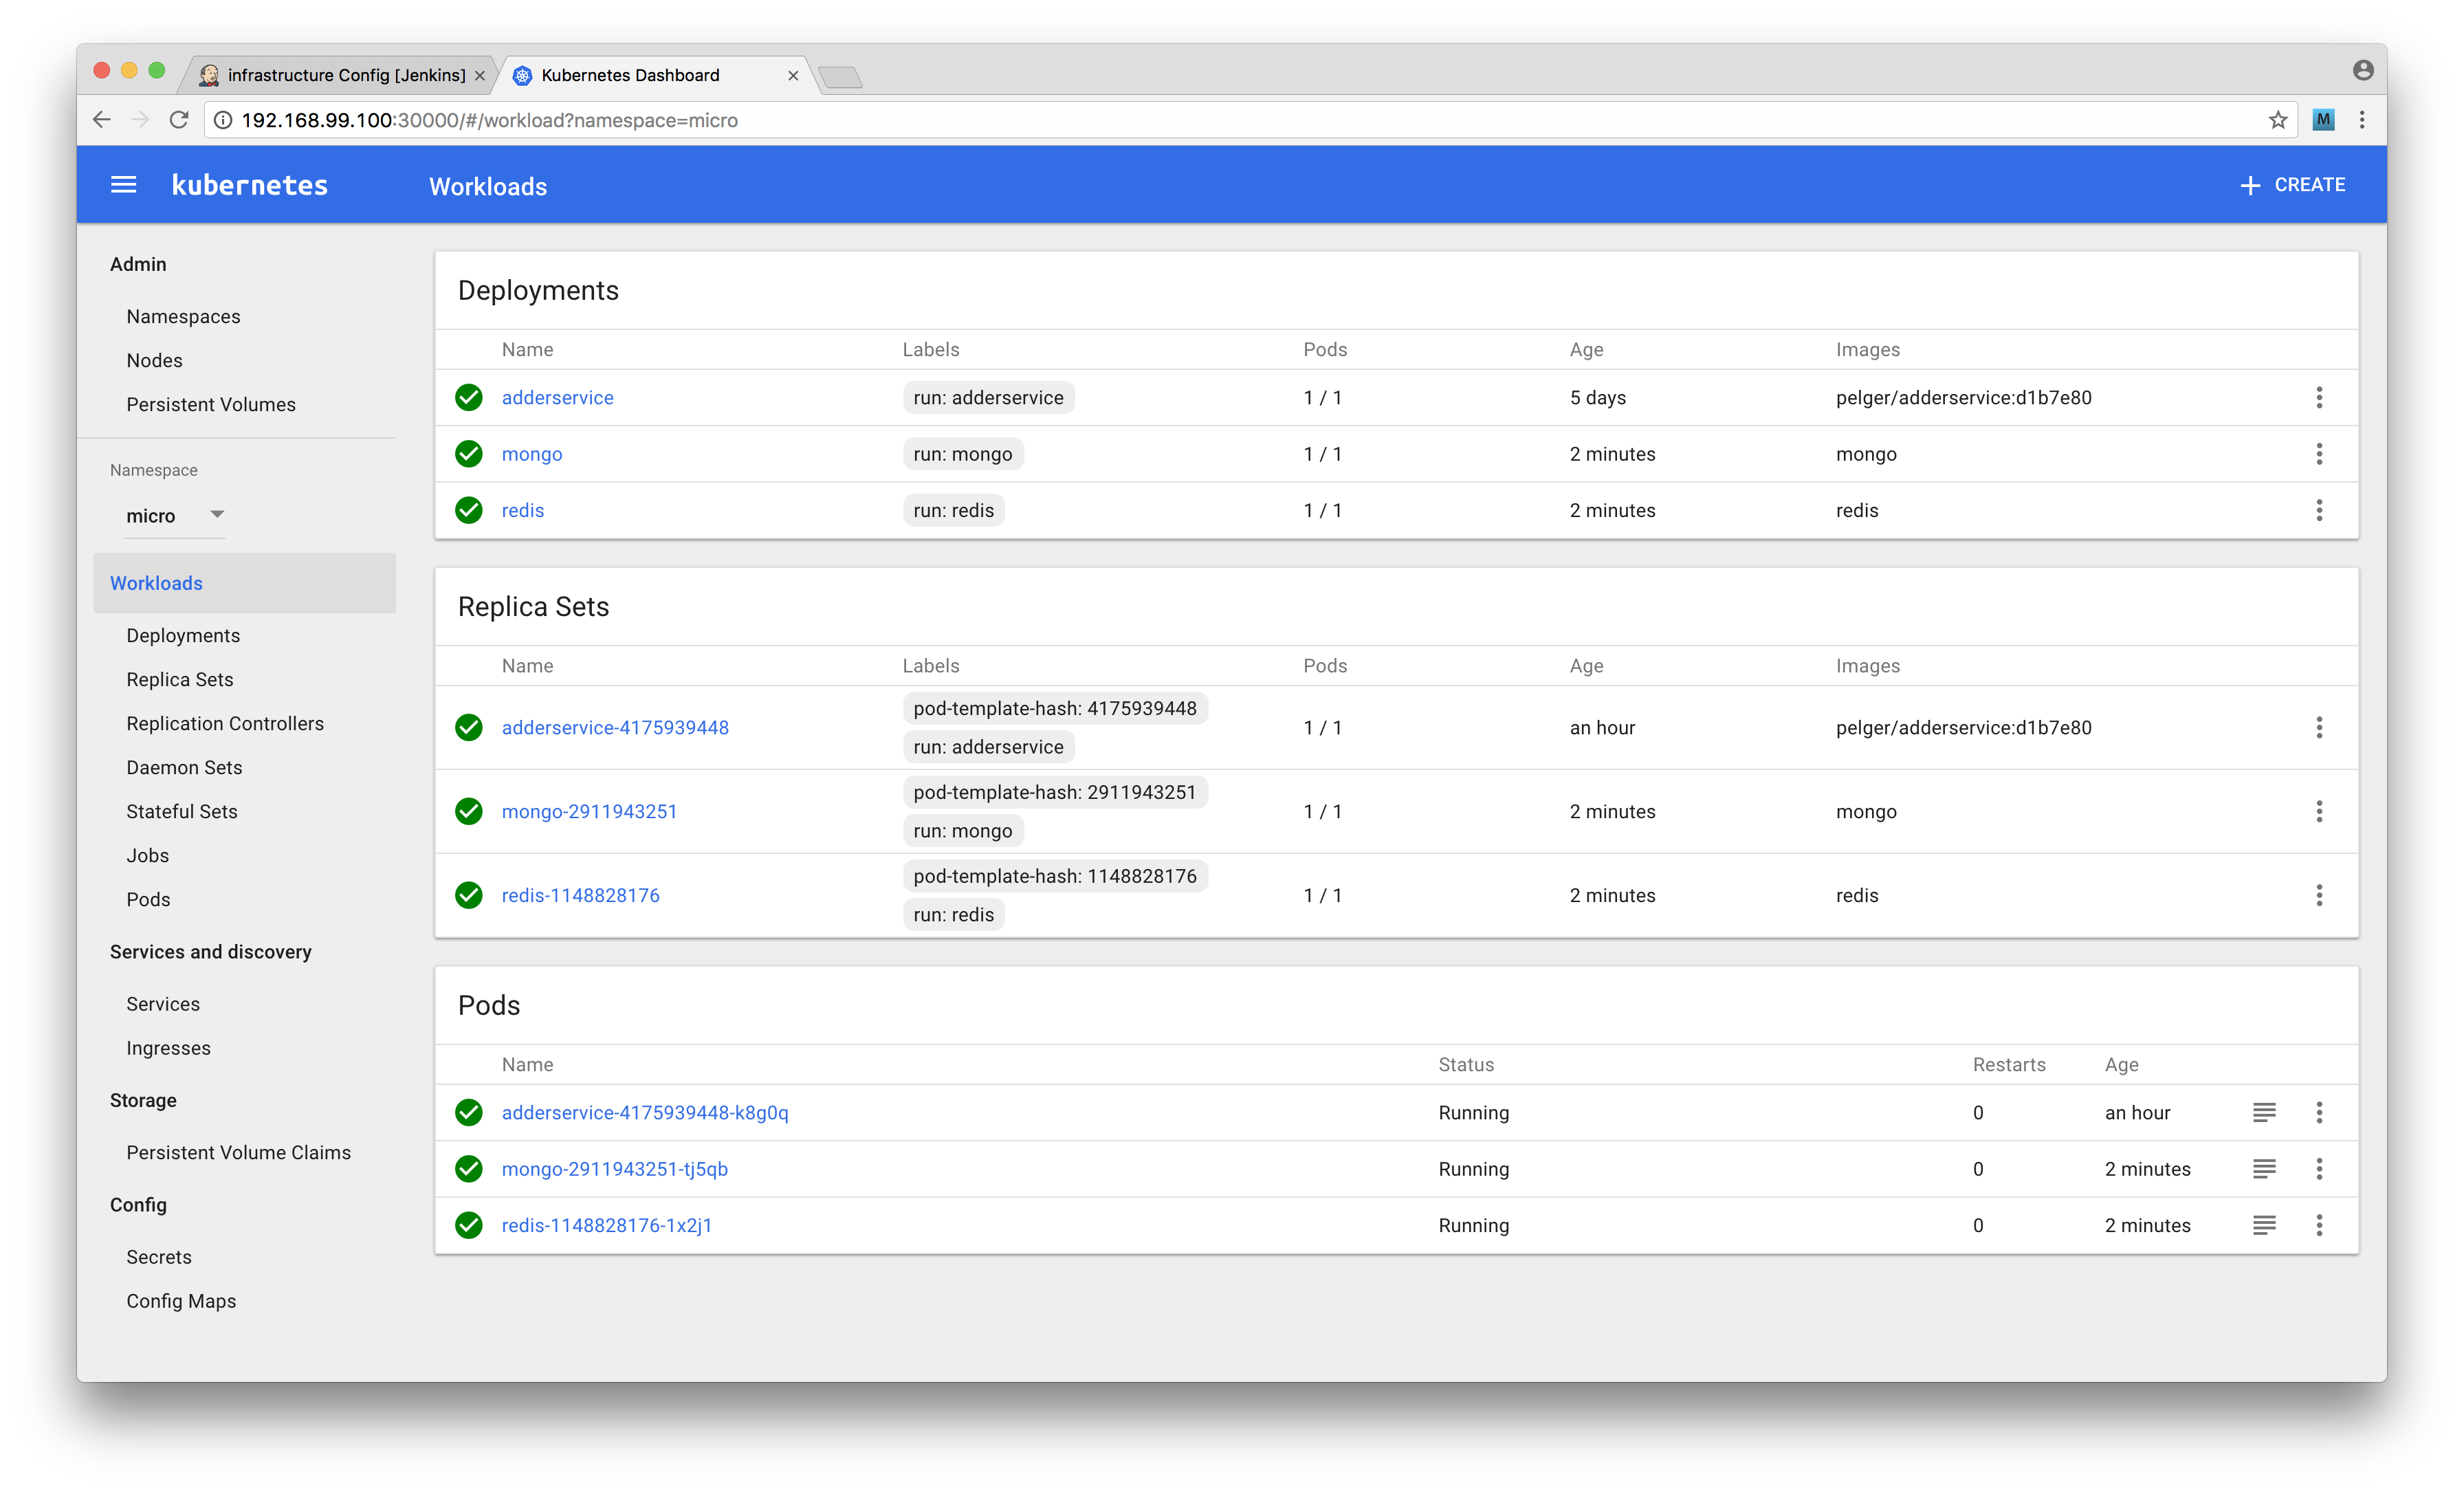 infrastructure Config [Jenkins]
Kubernetes Dashboard
192.168.99.100:30000/#/workload?namespace=micro
M
kubernetes
Workloads
CREATE
Admin
Namespaces
Nodes
Persistent Volumes
Namespace
micro
Workloads
Deployments
Replica Sets
Replication Controllers
Daemon Sets
Stateful Sets
Jobs
Pods
Services and discovery
Services
Ingresses
Storage
Persistent Volume Claims
Config
Secrets
Config Maps
Deployments
Name Labels Pods Age Images
adderservice run: adderservice 1 / 1 5 days pelger/adderservice:d1b7e80
mongo run: mongo 1 / 1 2 minutes mongo
redis run: redis 1 / 1 2 minutes redis
Replica Sets
Name Labels Pods Age Images
pod-template-hash: 4175939448
adderservice-4175939448 1 / 1 an hour pelger/adderservice:d1b7e80
run: adderservice
pod-template-hash: 2911943251
mongo-2911943251 1 / 1 2 minutes mongo
run: mongo
pod-template-hash: 1148828176
redis-1148828176 1 / 1 2 minutes redis
run: redis
Pods
Name Status Restarts Age
adderservice-4175939448-k8g0q Running 0 an hour
mongo-2911943251-tj5qb Running 0 2 minutes
redis-1148828176-1x2j1 Running 0 2 minutes